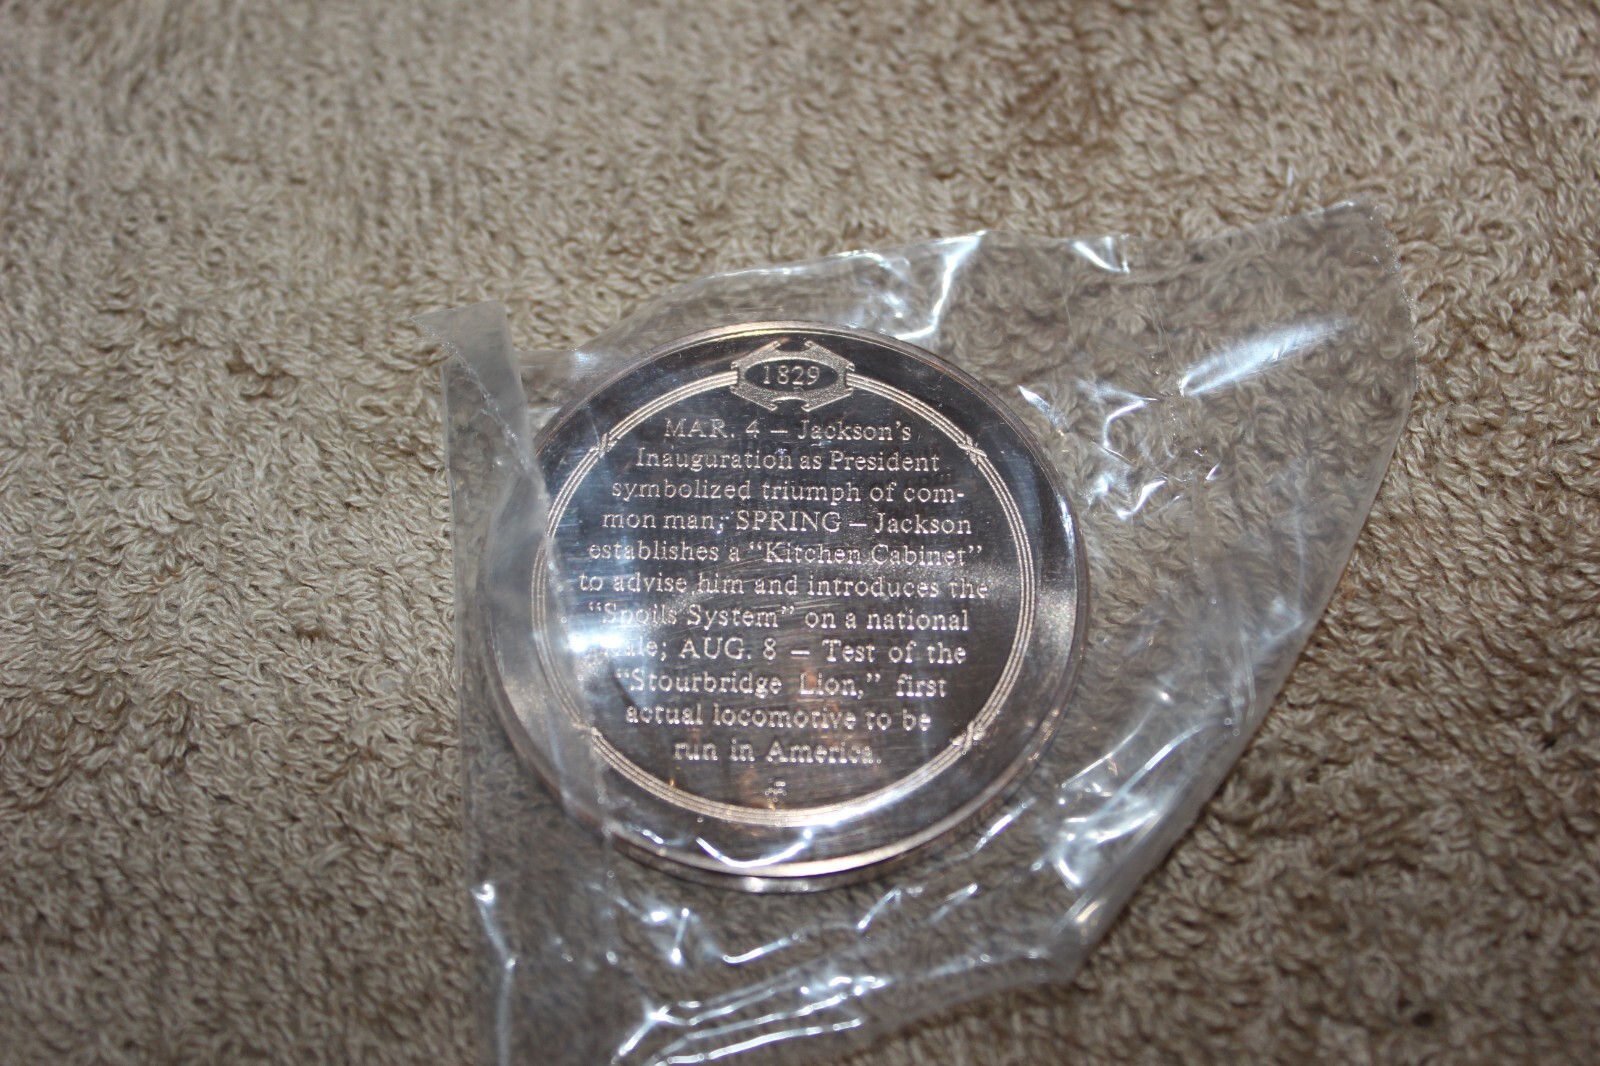 1829
MAR. 4 – Jackson's
Inauguration as President
symbolized triumph of com-
mon man; SPRING – Jackson
establishes a "Kitchen Cabinet"
to advise him and introduces the
"Spoils System" on a national
scale; AUG. 8 – Test of the
"Stourbridge Lion," first
actual locomotive to be
run in America.